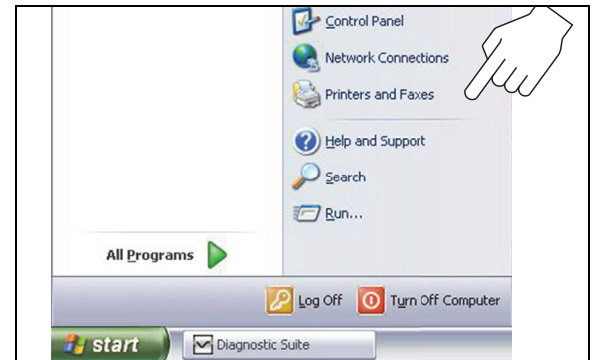 Control Panel
Network Connections
Printers and Faxes
Help and Support
Search
Run...
All Programs
Log Off
Turn Off Computer
start
Diagnostic Suite